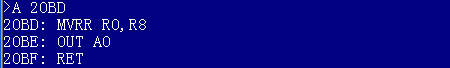 >A 20BD
20BD: MVRR R0,R8
20BE: OUT A0
20BF: RET